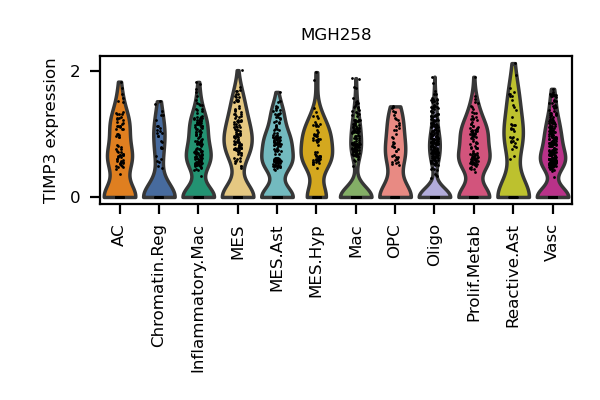 MGH258
TIMP3 expression
2
0
AC
Chromatin.Reg
Inflammatory.Mac
MES
MES.Ast
MES.Hyp
Mac
OPC
Oligo
Prolif.Metab
Reactive.Ast
Vasc